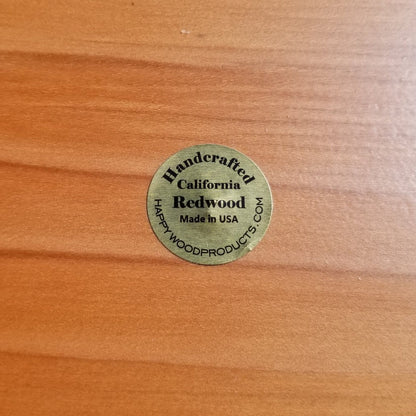 Handcrafted
California
Redwood
Made in USA
HAPPYWOODPRODUCTS.COM